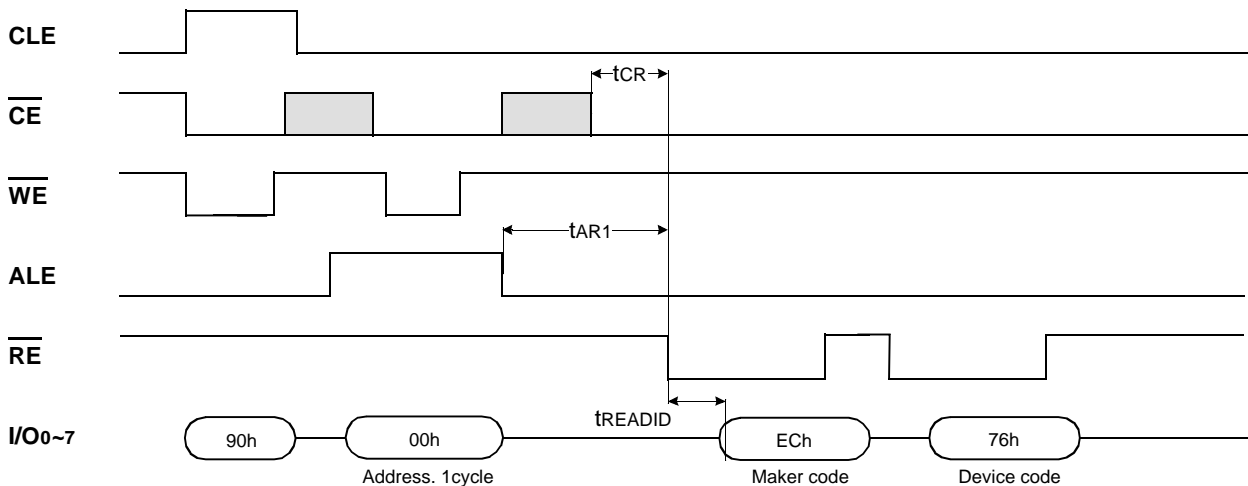 CLE
tCR
CE
WE
tAR1
ALE
RE
tREADID
I/O0~7
90h
00h
ECh
76h
Address. 1cycle
Maker code
Device code